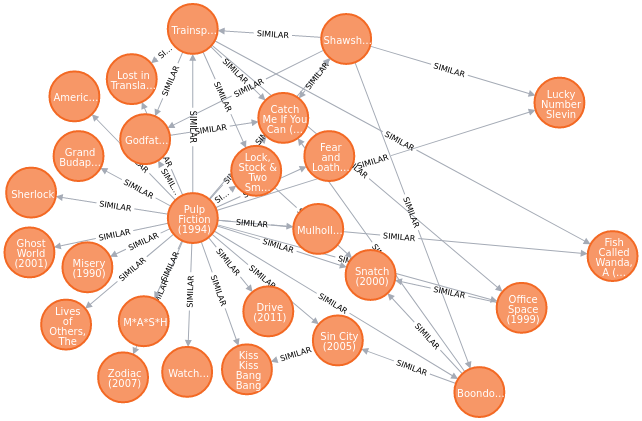 Trainsp...
Shawsh...
SIMILAR
SI...
Lost in
Transla...
Americ...
SIMILAR
SIMILAR
SIMILAR
SIMILAR
SIMILAR
SIMILAR
Lucky
Number
Slevin
Catch
Me If You
Can (...
Godfat...
SIMILAR
SIMILAR
SIMILAR
SIMILAR
Grand
Budap...
Fear
and
Loath...
Lock,
Stock &
Two
Sm...
SIMILAR
SIMIL...
SIMILAR
SI...
Sherlock
SIMILAR
Pulp
Fiction
(1994)
SIMILAR
Mulholl...
SIMILAR
SIMILAR
SIMILAR
Ghost
World
(2001)
SIMILAR
SIMILAR
SIMILAR
Fish
Called
Wanda,
A (...
Misery
(1990)
SIMILAR
SIMILAR
SIMILAR
SIMILAR
Snatch
(2000)
SIMILAR
SIMILAR
SIMILAR
Office
Space
(1999)
Lives
of
Others,
The
M*A*S*H
Drive
(2011)
SIMILAR
Sin City
(2005)
SIMILAR
SIMILAR
SIMILAR
Kiss
Kiss
Bang
Bang
Zodiac
(2007)
Watch...
Boondo...